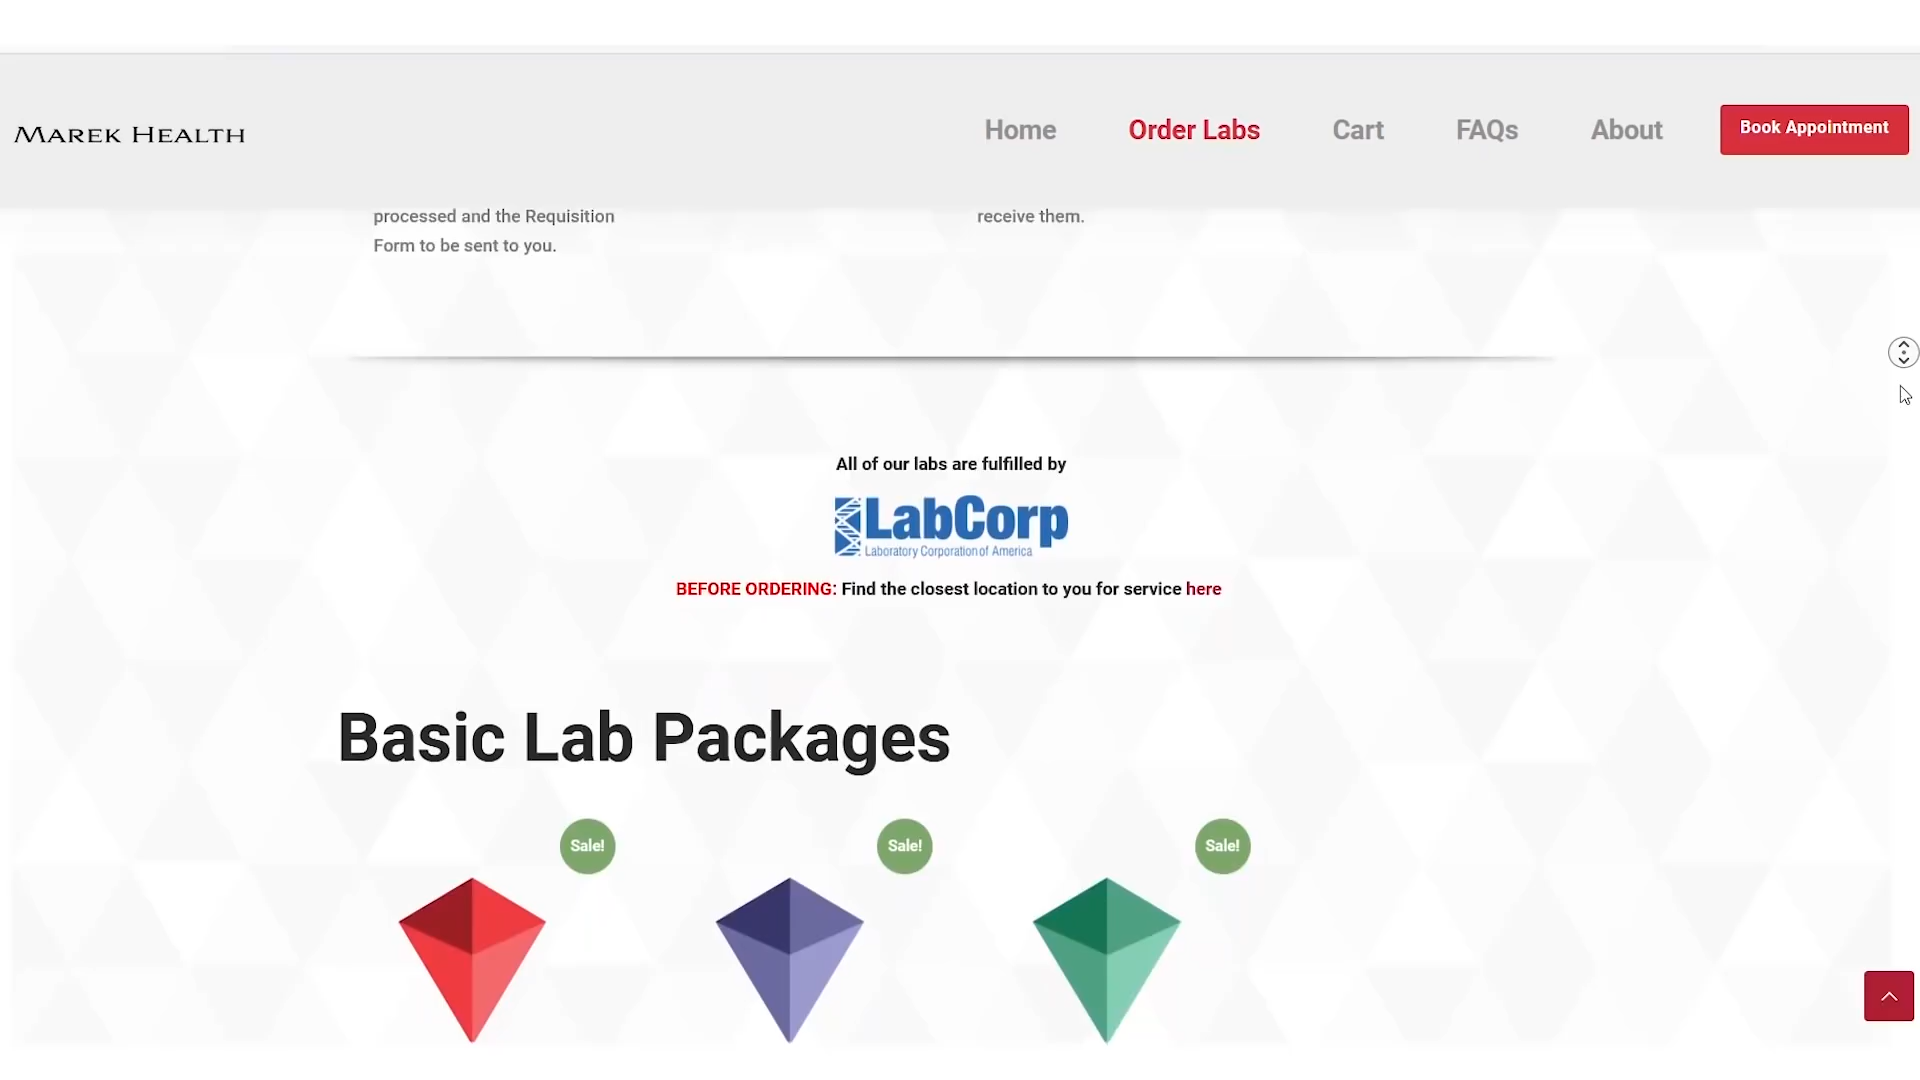 MAREK HEALTH
Home
Order Labs
Cart
FAQs
About
Book Appointment
processed and the Requisition
Form to be sent to you.
receive them.
All of our labs are fulfilled by
LabCorp
Laboratory Corporation of America
BEFORE ORDERING: Find the closest location to you for service here
Basic Lab Packages
Sale!
Sale!
Sale!